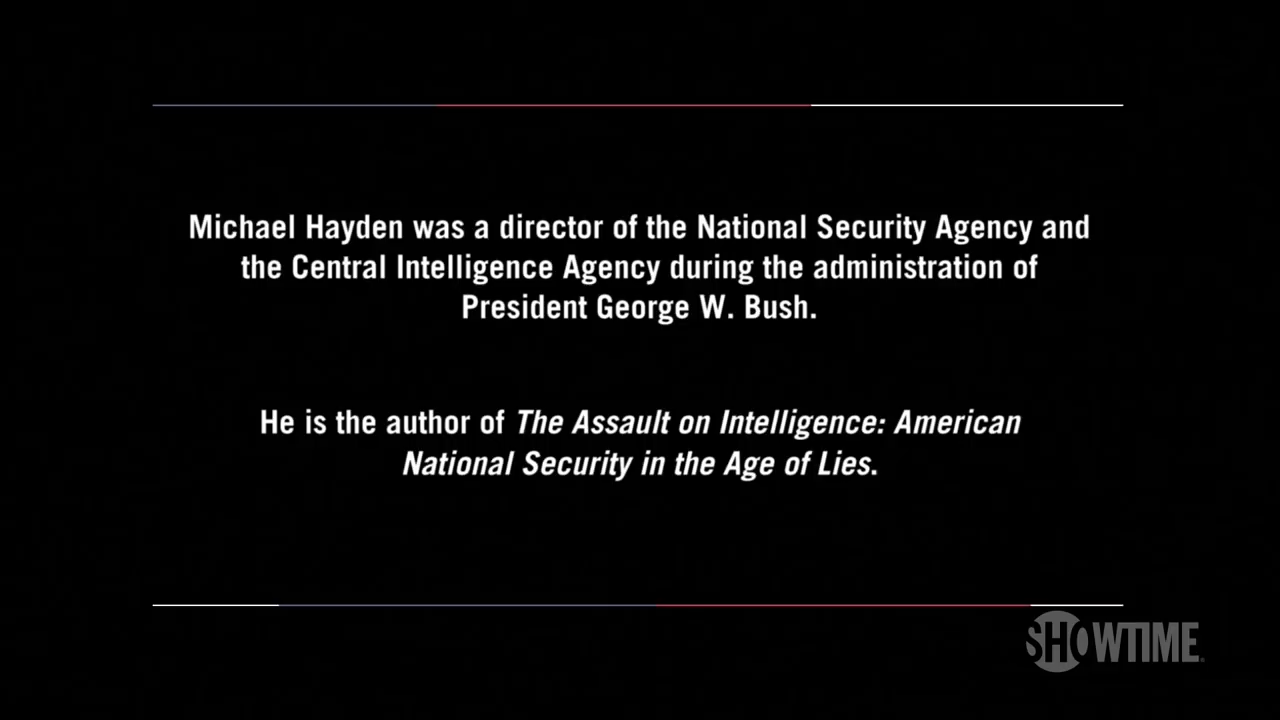 Michael Hayden was a director of the National Security Agency and
the Central Intelligence Agency during the administration of
President George W. Bush.
He is the author of The Assault on Intelligence: American
National Security in the Age of Lies.
SHOWTIME.